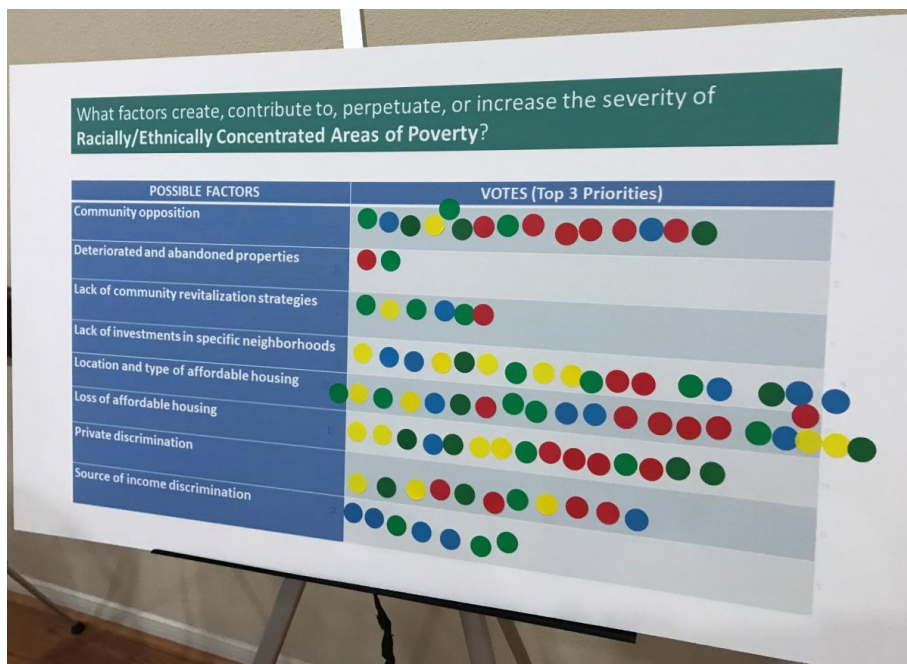 What factors create, contribute to, perpetuate, or increase the severity of
Racially/Ethnically Concentrated Areas of Poverty?
POSSIBLE FACTORS
VOTES (Top 3 Priorities)
Community opposition
Deteriorated and abandoned properties
Lack of community revitalization strategies
Lack of investments in specific neighborhoods
Location and type of affordable housing
Loss of affordable housing
Private discrimination
Source of income discrimination